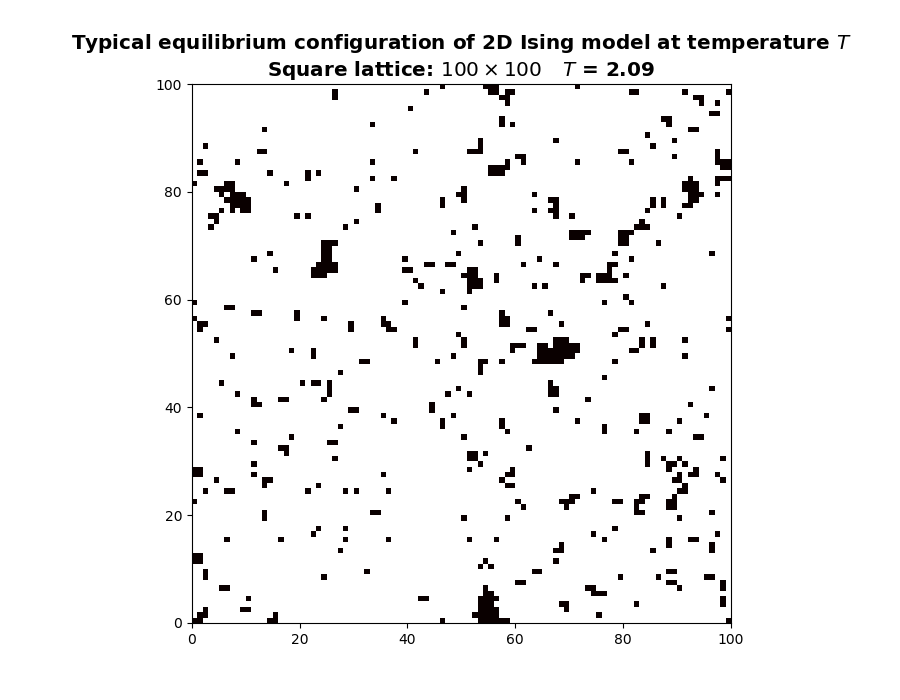 Typical equilibrium configuration of 2D Ising model at temperature T
Square lattice: 100 × 100 T = 2.09
100
80
60
40
20
0
0 20 40 60 80 100